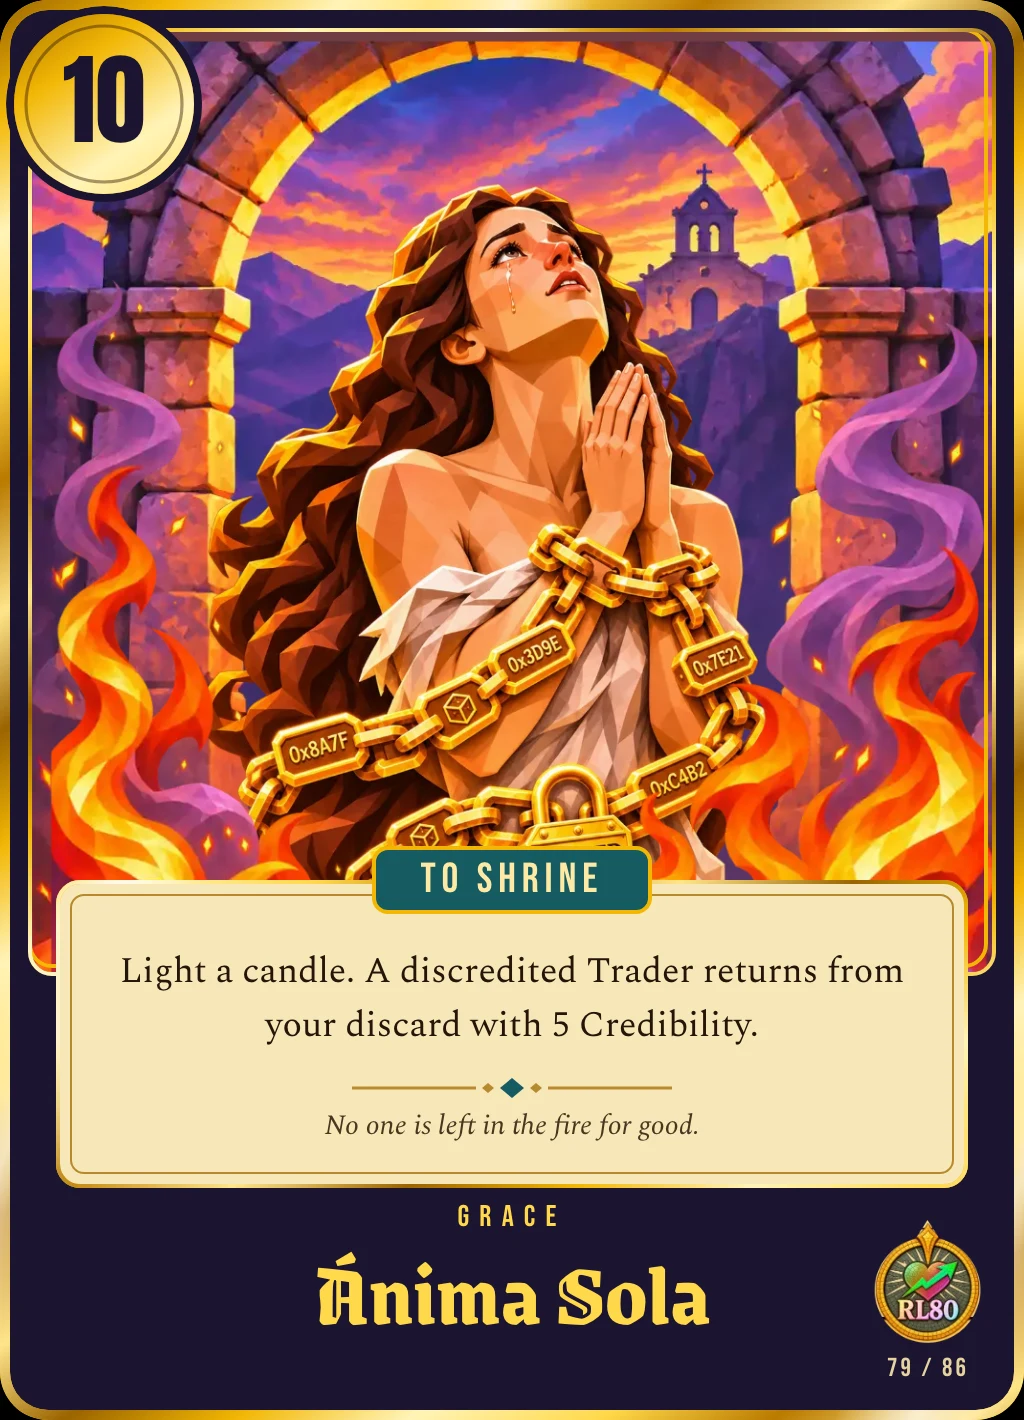 10
0x3D9E
0x7E21
0x8A7F
0xC4B2
TO SHRINE
Light a candle. A discredited Trader returns from
your discard with 5 Credibility.
No one is left in the fire for good.
GRACE
Ánima Sola
RL80
79 / 86